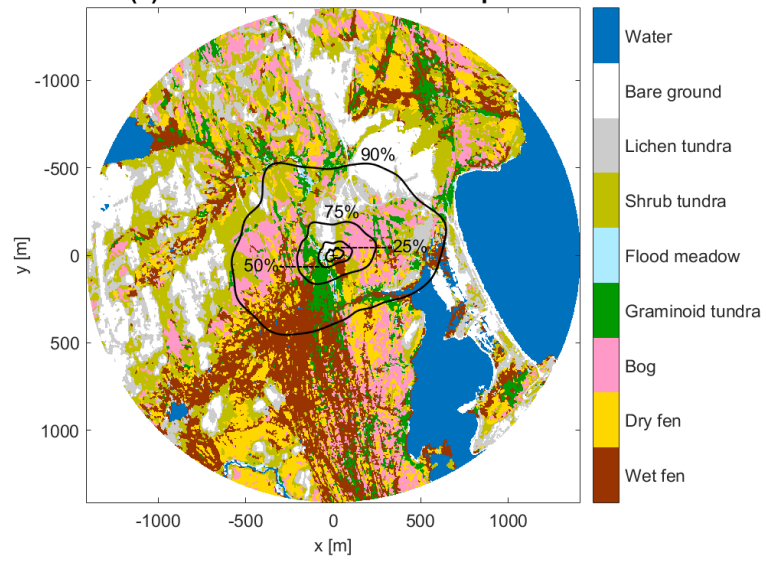 -1000
-500
0
500
1000
y [m]
-1000
-500
0
500
1000
x [m]
90%
75%
25%
50%
Water
Bare ground
Lichen tundra
Shrub tundra
Flood meadow
Graminoid tundra
Bog
Dry fen
Wet fen